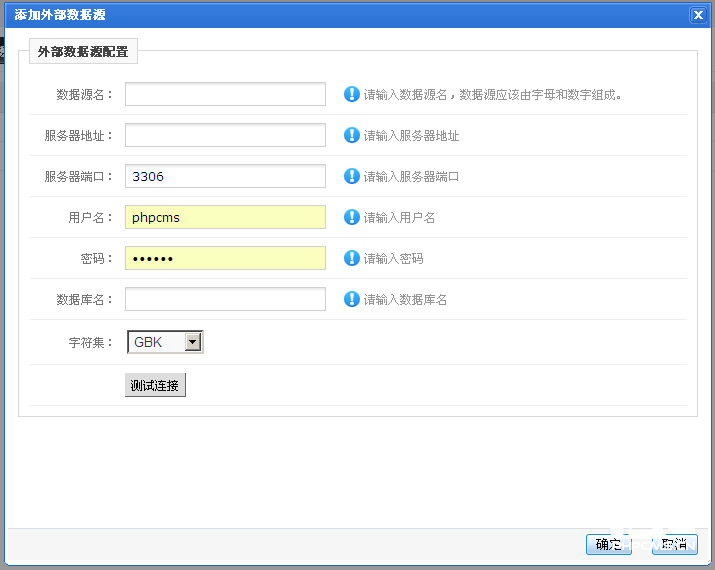 添加外部数据源
外部数据源配置
数据源名： 请输入数据源名，数据源应该由字母和数字组成。
服务器地址： 请输入服务器地址
服务器端口： 3306 请输入服务器端口
用户名： phpcms 请输入用户名
密码： •••••• 请输入密码
数据库名： 请输入数据库名
字符集： GBK
测试连接
确定 取消